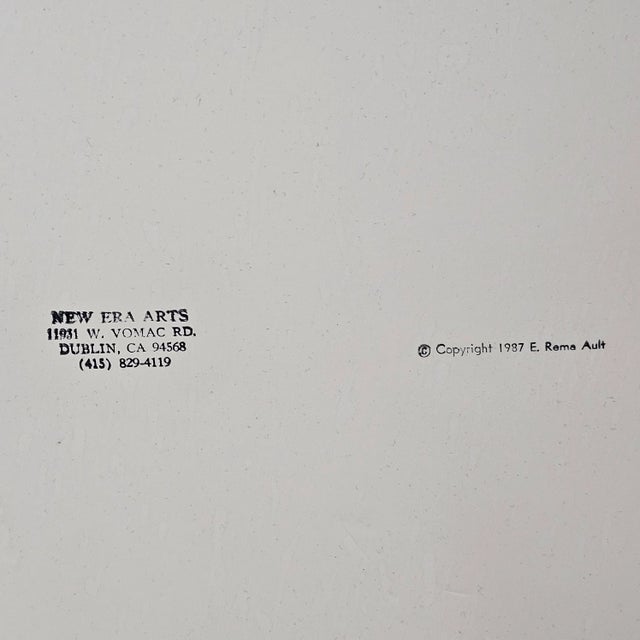 NEW ERA ARTS
11931 W. VOMAC RD.
DUBLIN, CA 94568
(415) 829-4119
© Copyright 1987 E. Rema Ault